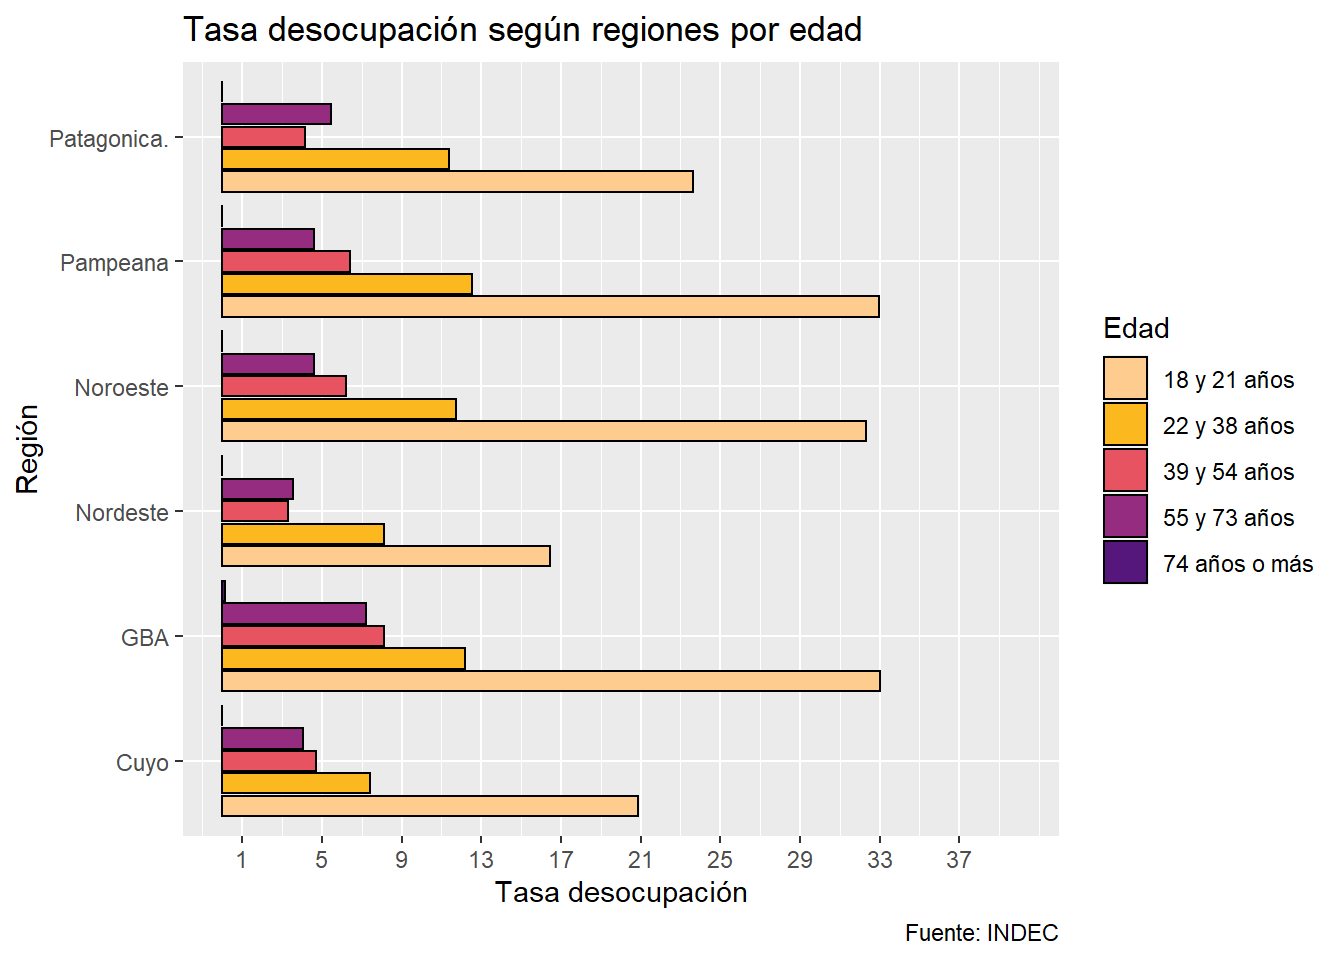 Tasa desocupación según regiones por edad
Patagonica.
Pampeana
Noroeste
Nordeste
GBA
Cuyo
Región
1 5 9 13 17 21 25 29 33 37
Tasa desocupación
Fuente: INDEC
Edad
18 y 21 años
22 y 38 años
39 y 54 años
55 y 73 años
74 años o más